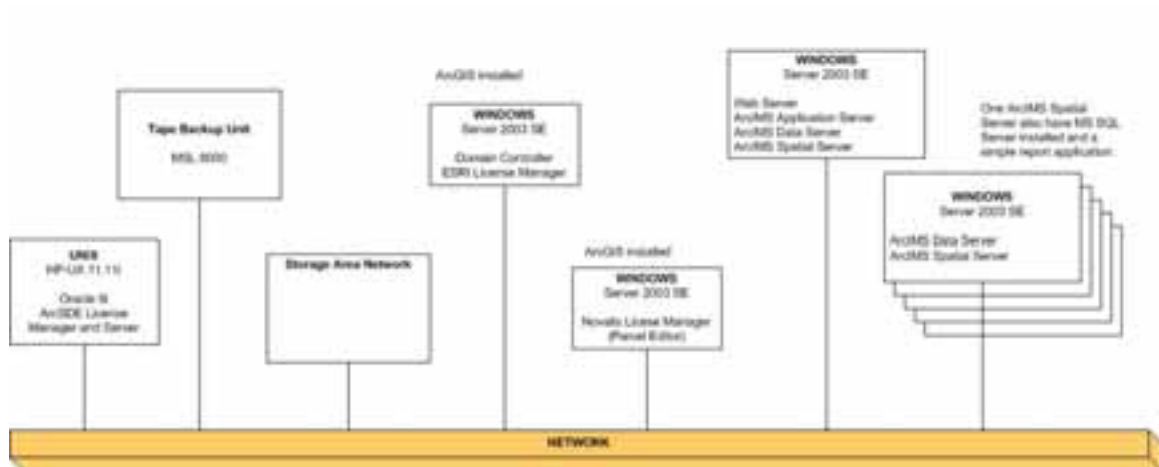 UNIX
HP-UX 11.11i
Oracle
ArcSDE License
Manager and Server
Tape Backup Unit
MSL 6000
Storage Area Network
ArcGIS installed
WINDOWS
Server 2003 SE
Domain Controller
ESRI License Manager
ArcGIS installed
WINDOWS
Server 2003 SE
Novalis License Manager
(Parcel Editor)
WINDOWS
Server 2003 SE
Web Server
ArcIMS Application Server
ArcIMS Data Server
ArcIMS Spatial Server
One ArcIMS Spatial
Server also have MS SQL
Server installed and a
simple report application
WINDOWS
Server 2003 SE
ArcIMS Data Server
ArcIMS Spatial Server
NETWORK